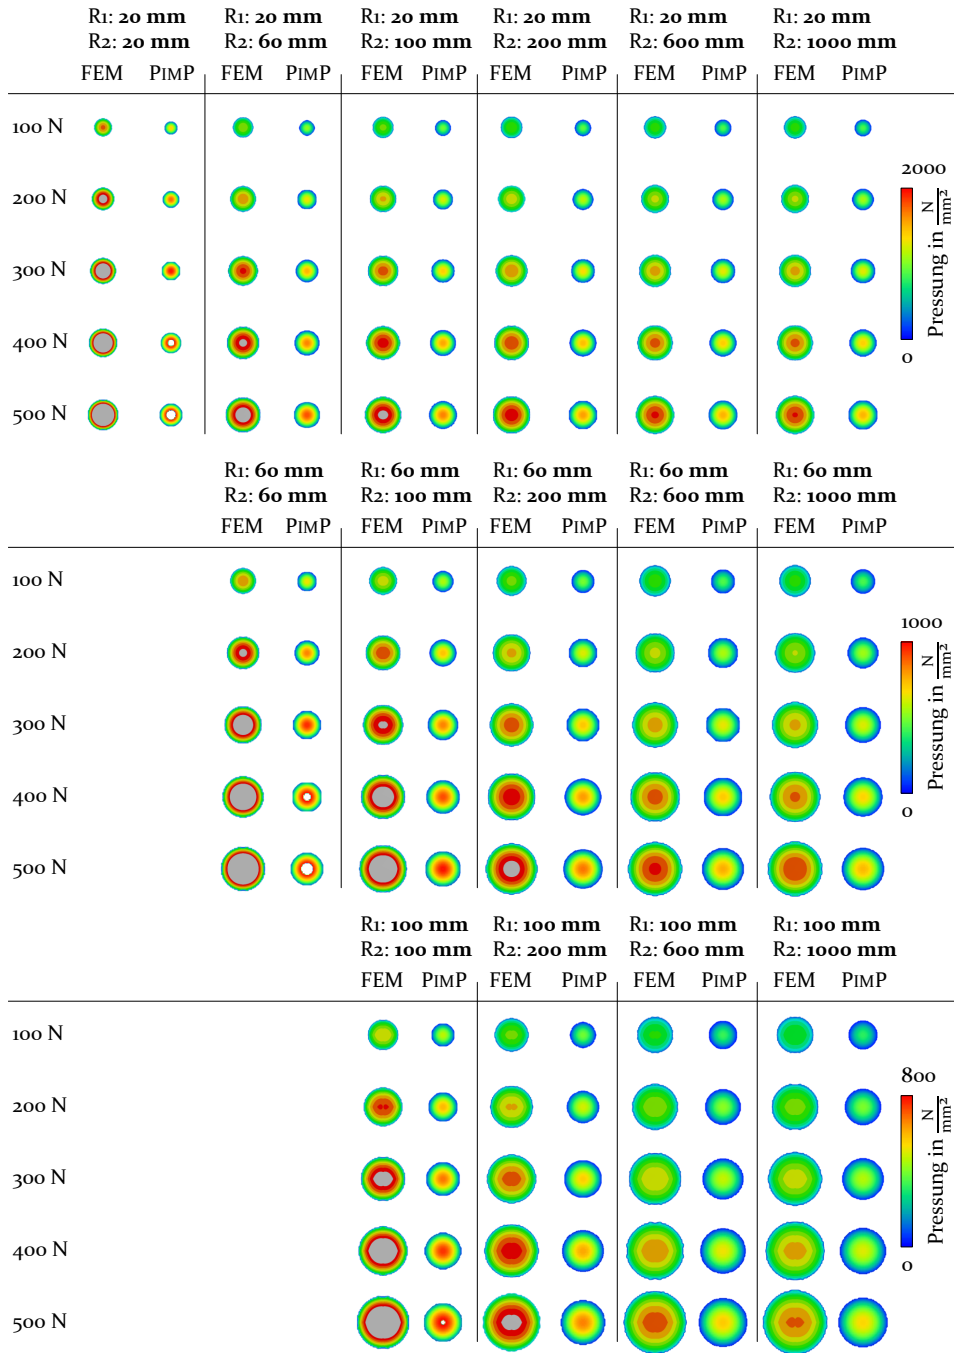 R1: 20 mm R1: 20 mm R1: 20 mm R1: 20 mm R1: 20 mm R1: 20 mm
R2: 20 mm R2: 60 mm R2: 100 mm R2: 200 mm R2: 600 mm R2: 1000 mm
FEM PIMP FEM PIMP FEM PIMP FEM PIMP FEM PIMP FEM PIMP
100 N
200 N
300 N
400 N
500 N
2000
Pressung in N/mm²
0
R1: 60 mm R1: 60 mm R1: 60 mm R1: 60 mm R1: 60 mm
R2: 60 mm R2: 100 mm R2: 200 mm R2: 600 mm R2: 1000 mm
FEM PIMP FEM PIMP FEM PIMP FEM PIMP FEM PIMP
100 N
200 N
300 N
400 N
500 N
1000
Pressung in N/mm²
0
R1: 100 mm R1: 100 mm R1: 100 mm R1: 100 mm
R2: 100 mm R2: 200 mm R2: 600 mm R2: 1000 mm
FEM PIMP FEM PIMP FEM PIMP FEM PIMP
100 N
200 N
300 N
400 N
500 N
800
Pressung in N/mm²
0